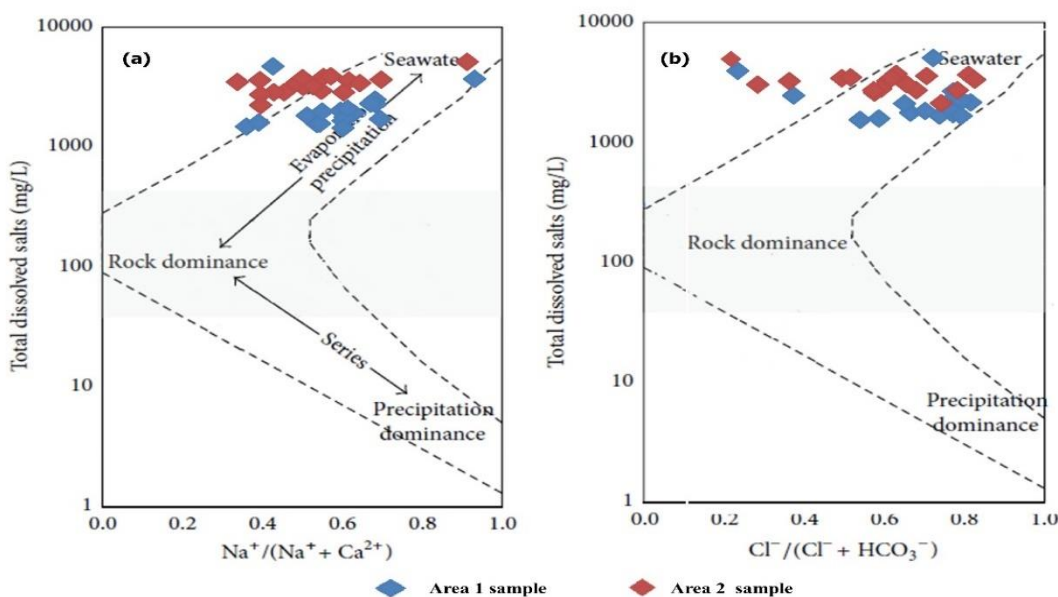 (a)
10000
1000
100
10
1
Total dissolved salts (mg/L)
Seawate
Evapo
precipitation
Rock dominance
Series
Precipitation
dominance
0.0 0.2 0.4 0.6 0.8 1.0
Na⁺/(Na⁺ + Ca²⁺)
(b)
10000
1000
100
10
1
Total dissolved salts (mg/L)
Seawater
Rock dominance
Precipitation
dominance
0.0 0.2 0.4 0.6 0.8 1.0
Cl⁻/(Cl⁻ + HCO₃⁻)
Area 1 sample Area 2 sample